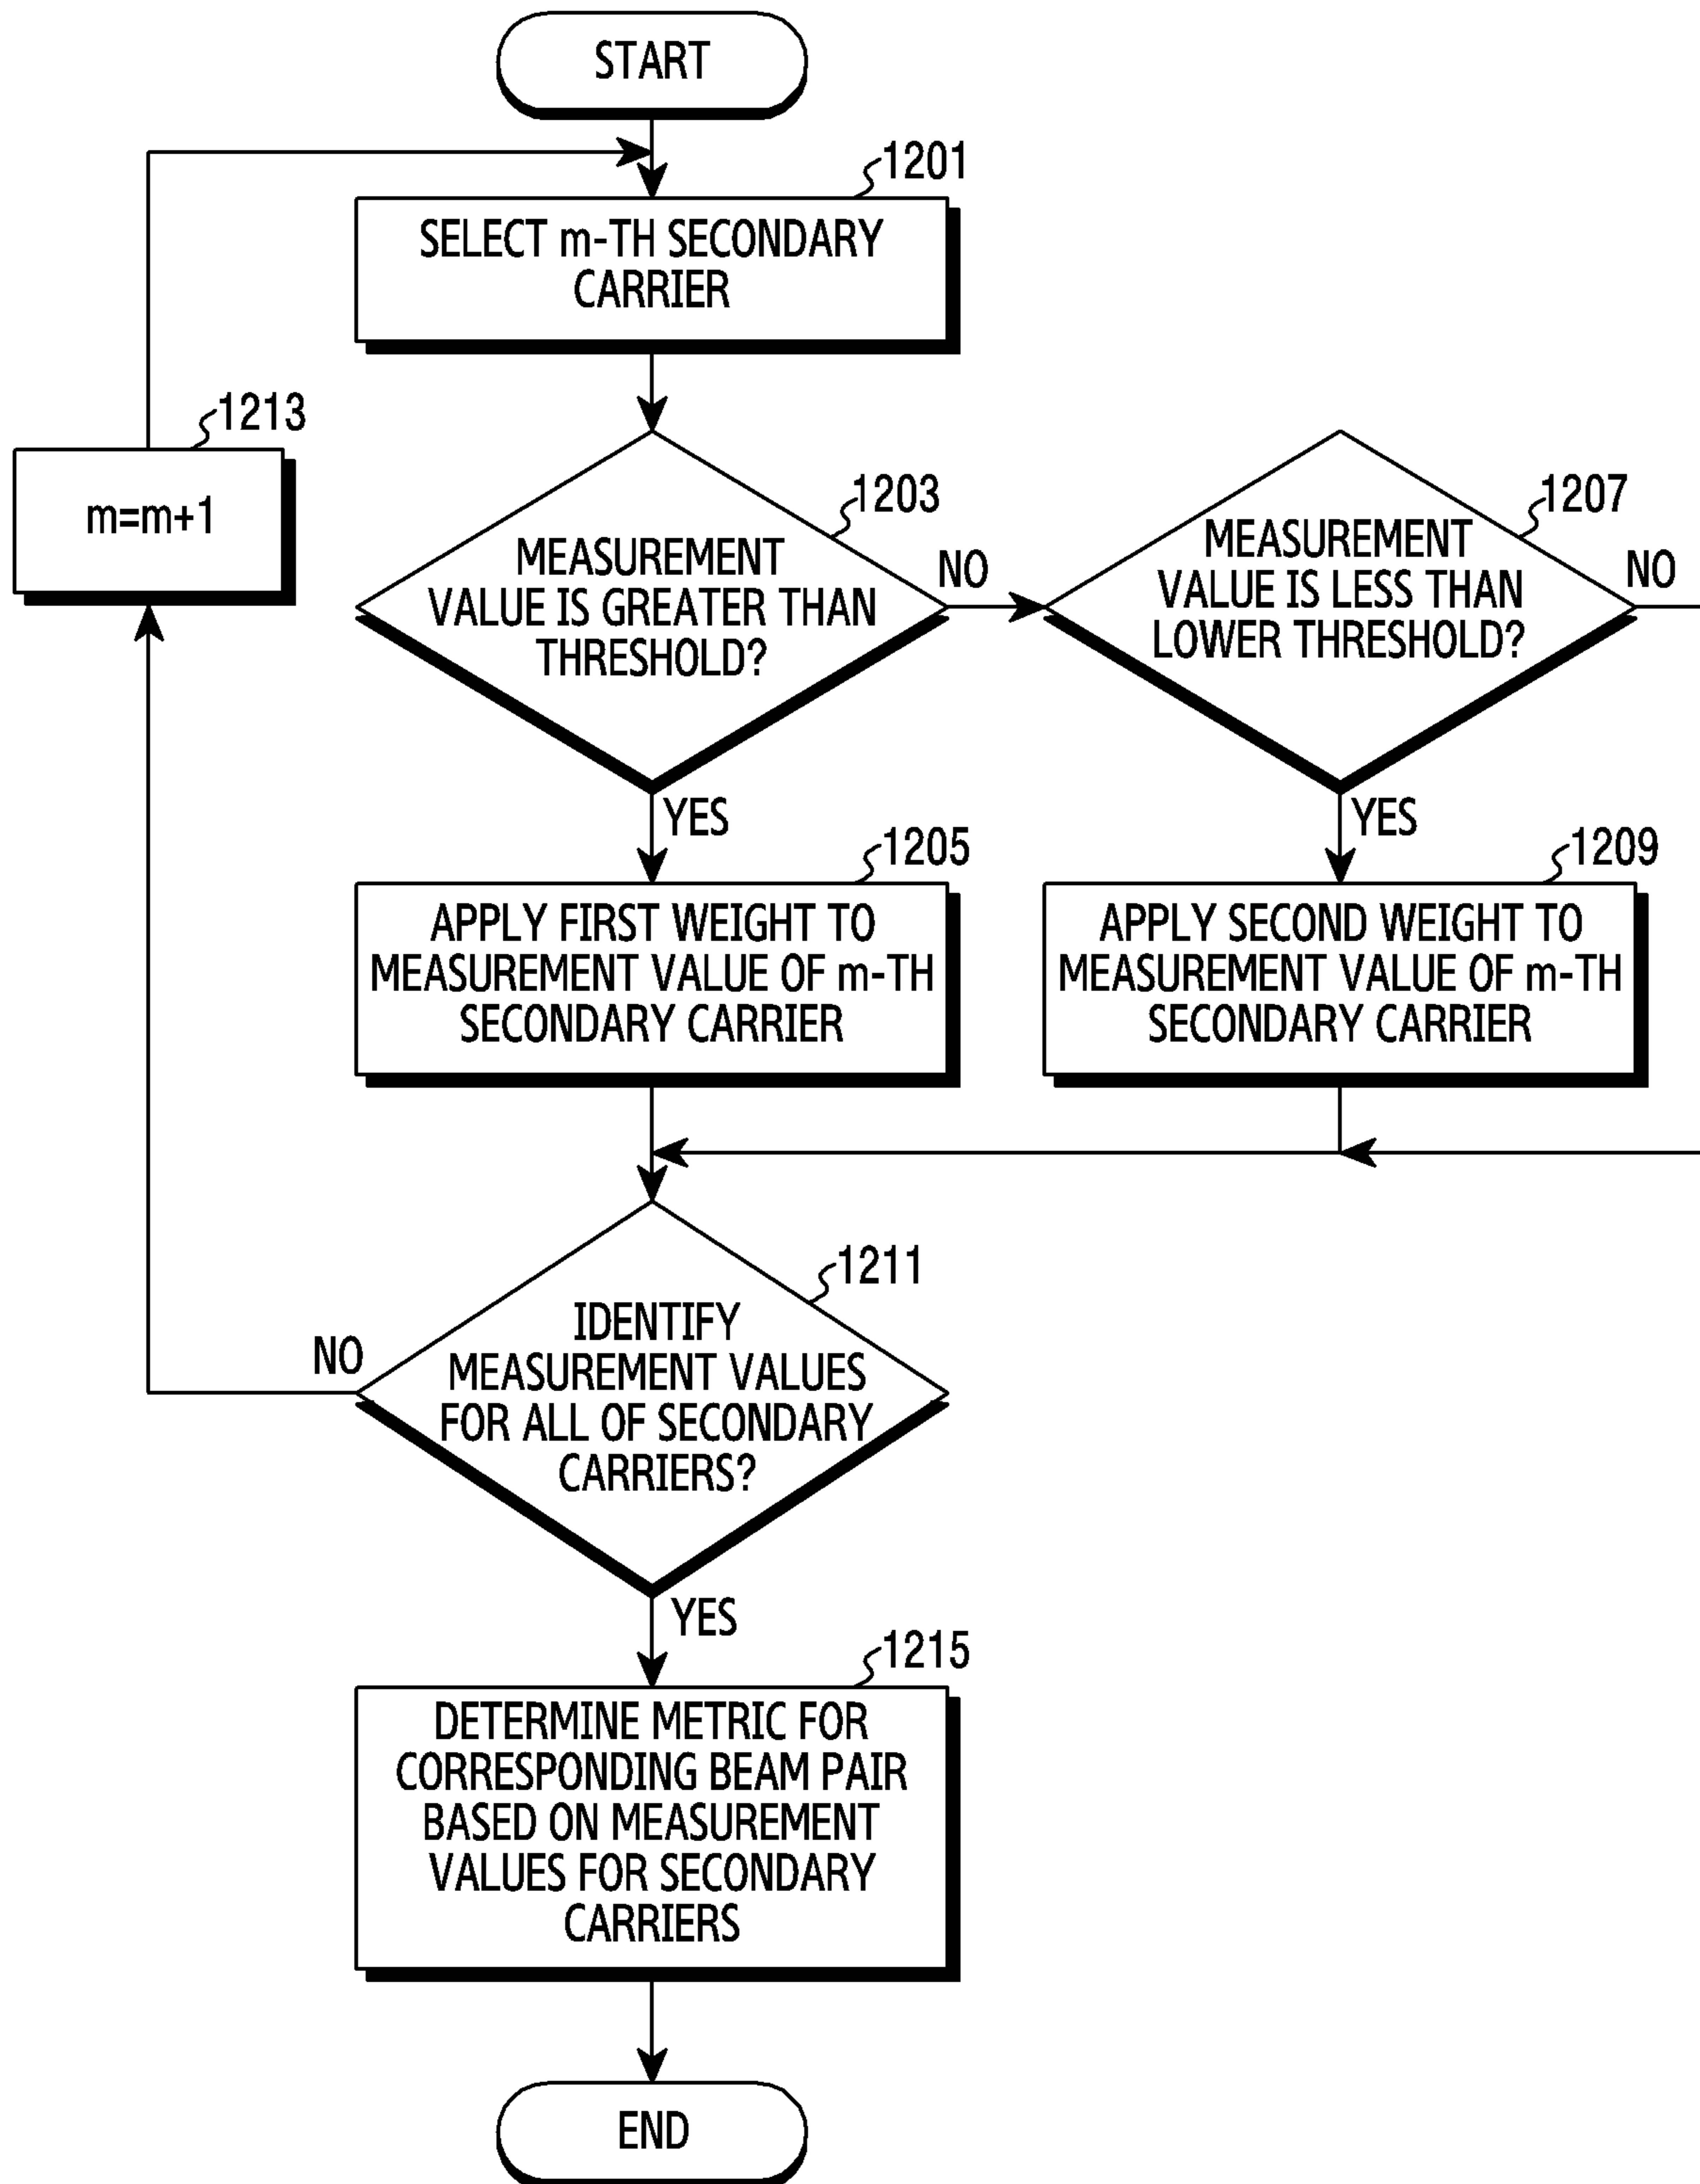 START
1201
SELECT m-TH SECONDARY
CARRIER
1213
m=m+1
1203
MEASUREMENT
VALUE IS GREATER THAN
THRESHOLD?
NO
1207
MEASUREMENT
VALUE IS LESS THAN
LOWER THRESHOLD?
NO
YES
YES
1205
APPLY FIRST WEIGHT TO
MEASUREMENT VALUE OF m-TH
SECONDARY CARRIER
1209
APPLY SECOND WEIGHT TO
MEASUREMENT VALUE OF m-TH
SECONDARY CARRIER
1211
IDENTIFY
MEASUREMENT VALUES
FOR ALL OF SECONDARY
CARRIERS?
NO
YES
1215
DETERMINE METRIC FOR
CORRESPONDING BEAM PAIR
BASED ON MEASUREMENT
VALUES FOR SECONDARY
CARRIERS
END